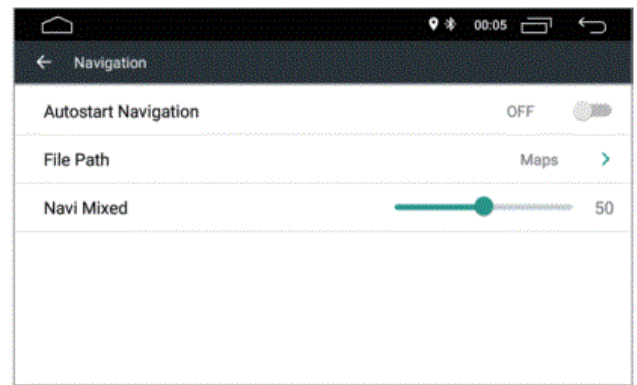 00:05
Navigation
Autostart Navigation OFF
File Path Maps
Navi Mixed 50